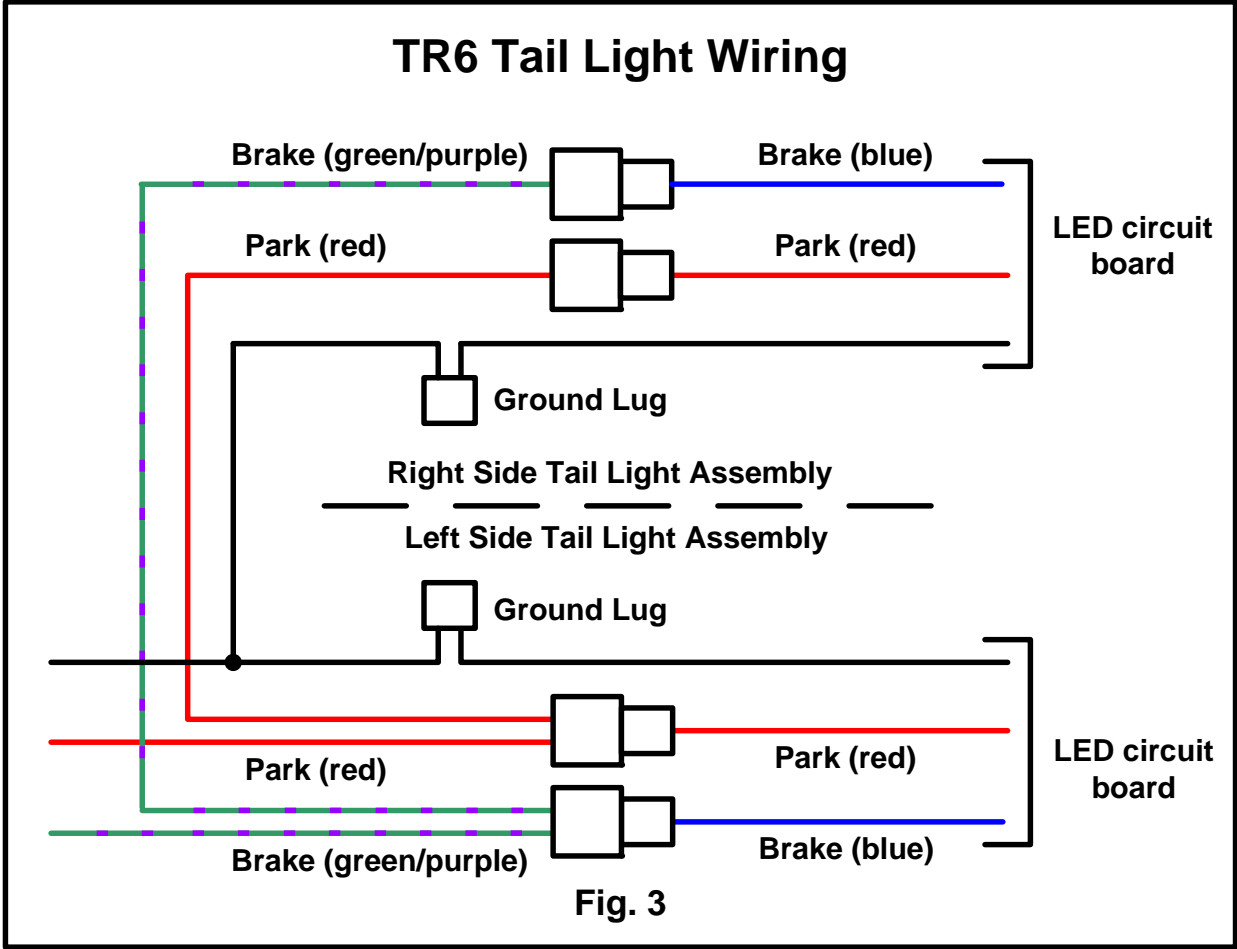 TR6 Tail Light Wiring
Brake (green/purple)
Brake (blue)
Park (red)
Park (red)
LED circuit
board
Ground Lug
Right Side Tail Light Assembly
Left Side Tail Light Assembly
Ground Lug
Park (red)
Park (red)
LED circuit
board
Brake (green/purple)
Brake (blue)
Fig. 3